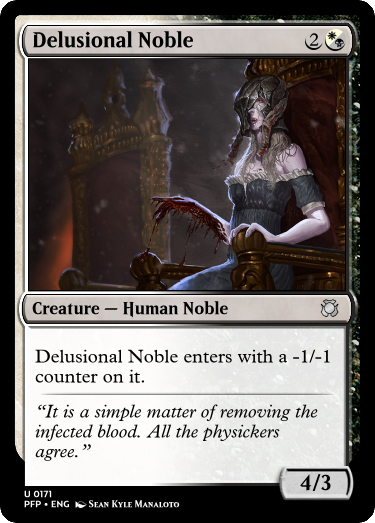 Delusional Noble 2
Creature — Human Noble
Delusional Noble enters with a -1/-1
counter on it.
“It is a simple matter of removing the
infected blood. All the physickers
agree.”
4/3
U 0171
PFP • ENG Sean Kyle Manaloto